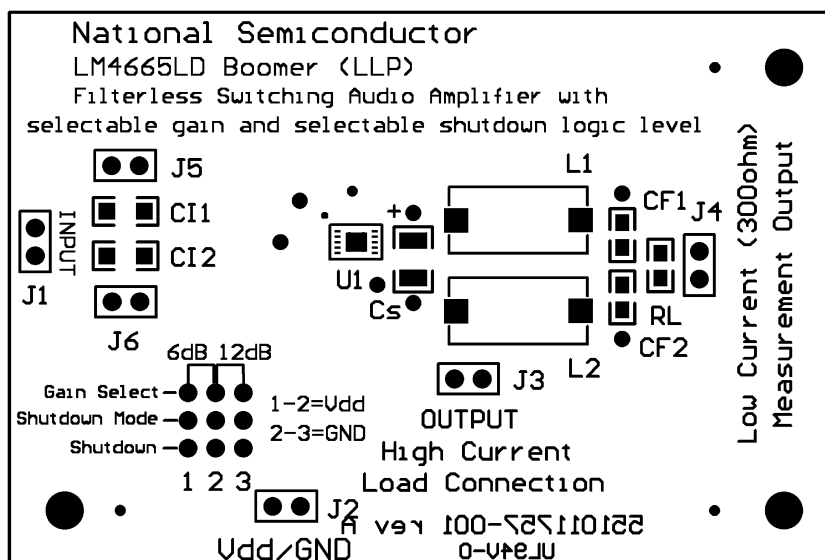 National Semiconductor
LM4665LD Boomer (LLP)
Filterless Switching Audio Amplifier with
selectable gain and selectable shutdown logic level
J5
L1
CI1
+
CF1
J4
INPUT
CI2
U1
J1
Cs
RL
J6
CF2
6dB 12dB
L2
J3
Gain Select
1-2=Vdd
OUTPUT
Shutdown Mode
2-3=GND
High Current
Shutdown
Load Connection
1 2 3
J2
551011757-001 rev A
Vdd/GND
UL94V-0
Low Current (300ohm)
Measurement Output